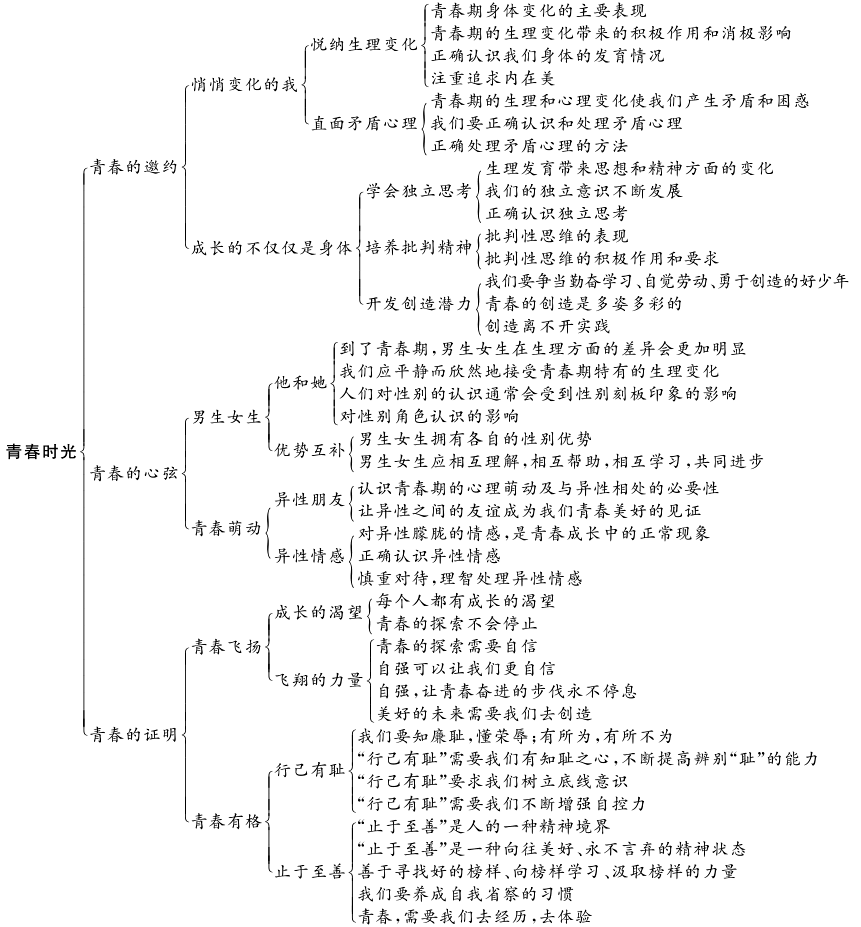 青春期身体变化的主要表现
青春期的生理变化带来的积极作用和消极影响
悦纳生理变化
正确认识我们身体的发育情况
注重追求内在美
悄悄变化的我
青春期的生理和心理变化使我们产生矛盾和困惑
直面矛盾心理
我们要正确认识和处理矛盾心理
正确处理矛盾心理的方法
青春的邀约
生理发育带来思想和精神方面的变化
学会独立思考
我们的独立意识不断发展
正确认识独立思考
成长的不仅仅是身体
批判性思维的表现
培养批判精神
批判性思维的积极作用和要求
我们要争当勤奋学习、自觉劳动、勇于创造的好少年
开发创造潜力
青春的创造是多姿多彩的
创造离不开实践
到了青春期,男生女生在生理方面的差异会更加明显
他和她
我们应平静而欣然地接受青春期特有的生理变化
人们对性别的认识通常会受到性别刻板印象的影响
对性别角色认识的影响
男生女生
优势互补
男生女生拥有各自的性别优势
男生女生应相互理解,相互帮助,相互学习,共同进步
青春时光
青春的心弦
异性朋友
认识青春期的心理萌动及与异性相处的必要性
让异性之间的友谊成为我们青春美好的见证
青春萌动
对异性朦胧的情感,是青春成长中的正常现象
异性情感
正确认识异性情感
慎重对待,理智处理异性情感
成长的渴望
每个人都有成长的渴望
青春的探索不会停止
青春飞扬
青春的探索需要自信
自强可以让我们更自信
飞翔的力量
自强,让青春奋进的步伐永不停息
美好的未来需要我们去创造
青春的证明
我们要知廉耻,懂荣辱;有所为,有所不为
“行己有耻”需要我们有知耻之心,不断提高辨别“耻”的能力
行己有耻
“行己有耻”要求我们树立底线意识
“行己有耻”需要我们不断增强自控力
青春有格
“止于至善”是人的一种精神境界
“止于至善”是一种向往美好、永不言弃的精神状态
止于至善
善于寻找好的榜样、向榜样学习、汲取榜样的力量
我们要养成自我省察的习惯
青春,需要我们去经历,去体验